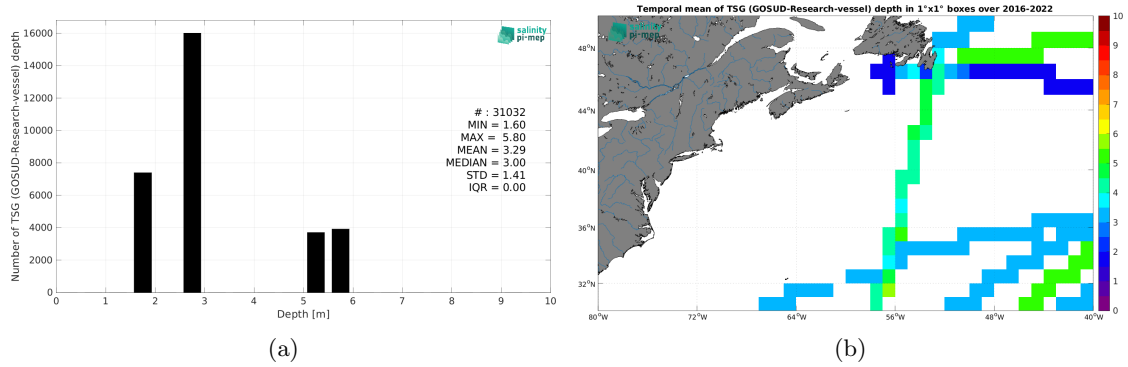 16000
14000
12000
10000
8000
6000
4000
2000
0
Number of TSG (GOSUD-Research-vessel) depth
0 1 2 3 4 5 6 7 8 9 10
Depth [m]
salinity
pi-mep
# : 31032
MIN = 1.60
MAX = 5.80
MEAN = 3.29
MEDIAN = 3.00
STD = 1.41
IQR = 0.00
(a)
Temporal mean of TSG (GOSUD-Research-vessel) depth in 1°x1° boxes over 2016-2022
salinity
pi-mep
48°N
44°N
40°N
36°N
32°N
80°W 72°W 64°W 56°W 48°W 40°W
10
9
8
7
6
5
4
3
2
1
0
(b)